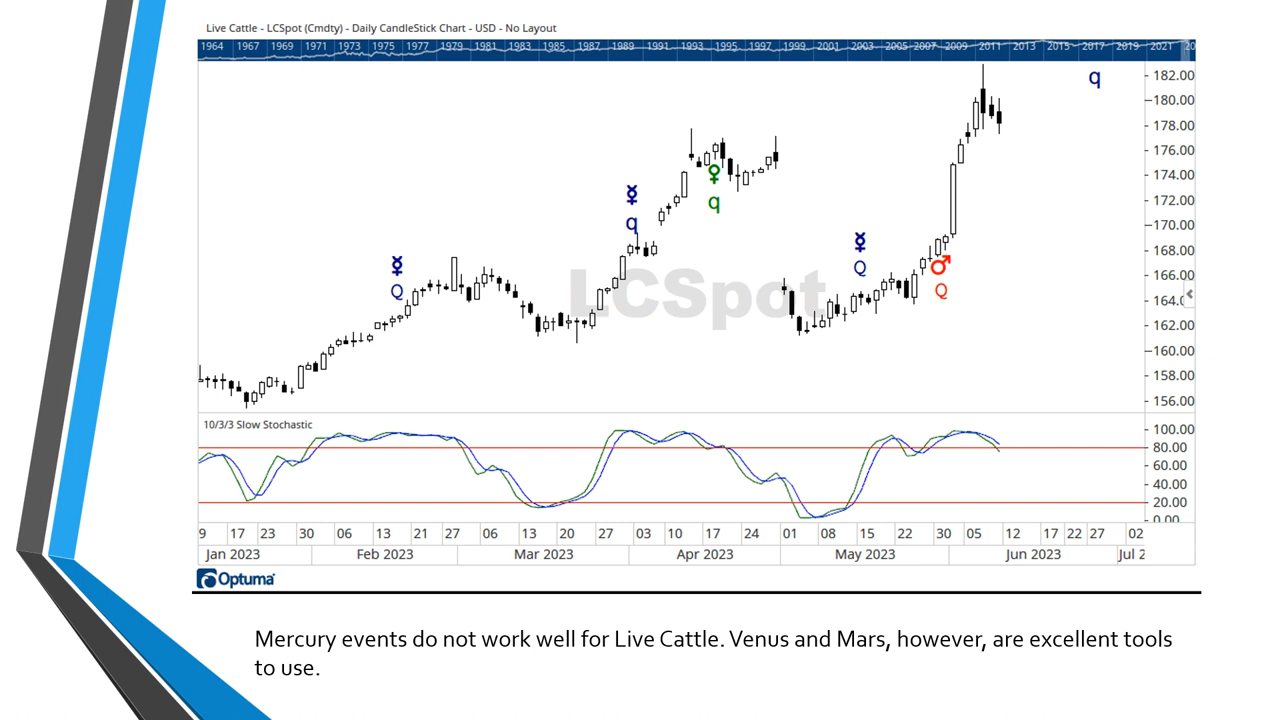 Live Cattle - LCSpot (Cmdty) - Daily CandleStick Chart - USD - No Layout
1964 1967 1969 1971 1973 1975 1977 1979 1981 1983 1985 1987 1989 1991 1993 1995 1997 1999 2001 2003 2005 2007 2009 2011 2013 2015 2017 2019 2021 20
182.00
q
180.00
178.00
176.00
174.00
☿ ♀
172.00
q q
170.00
168.00
☿ ☿ ♂
166.00
Q Q Q
LCSpot
164.0
162.00
160.00
158.00
156.00
10/3/3 Slow Stochastic
100.00
80.00
60.00
40.00
20.00
0.00
9 17 23 30 06 13 21 27 06 13 20 27 03 10 17 24 01 08 15 22 30 05 12 17 22 27 02
Jan 2023 Feb 2023 Mar 2023 Apr 2023 May 2023 Jun 2023 Jul 2
Optuma
Mercury events do not work well for Live Cattle. Venus and Mars, however, are excellent tools
to use.